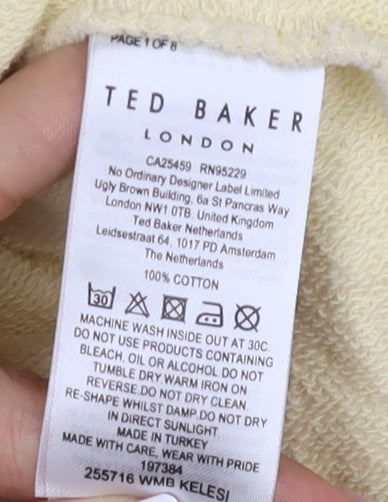 PAGE 1 OF 8
TED BAKER
LONDON
CA25459 RN95229
No Ordinary Designer Label Limited
Ugly Brown Building, 6a St Pancras Way
London NW1 0TB, United Kingdom
Ted Baker Netherlands
Leidsestraat 64, 1017 PD Amsterdam
The Netherlands
100% COTTON
30
MACHINE WASH INSIDE OUT AT 30C.
DO NOT USE PRODUCTS CONTAINING
BLEACH, OIL OR ALCOHOL.DO NOT
TUMBLE DRY.WARM IRON ON
REVERSE.DO NOT DRY CLEAN.
RE-SHAPE WHILST DAMP.DO NOT DRY
IN DIRECT SUNLIGHT
MADE IN TURKEY
MADE WITH CARE, WEAR WITH PRIDE
197384
255716 WMB KELESI